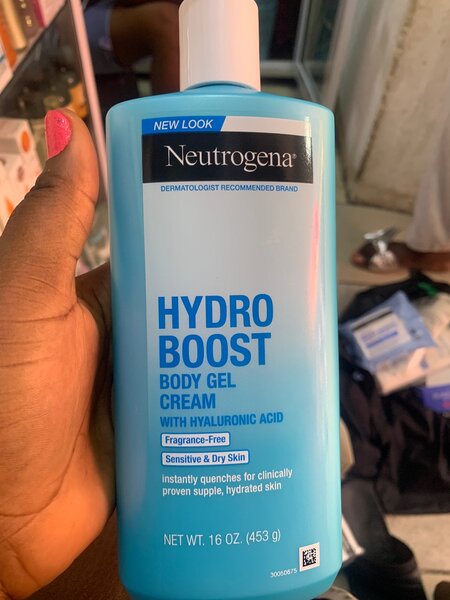 NEW LOOK
Neutrogena®
DERMATOLOGIST RECOMMENDED BRAND
HYDRO
BOOST
BODY GEL
CREAM
WITH HYALURONIC ACID
Fragrance-Free
Sensitive & Dry Skin
instantly quenches for clinically
proven supple, hydrated skin
NET WT. 16 OZ. (453 g)
30050675